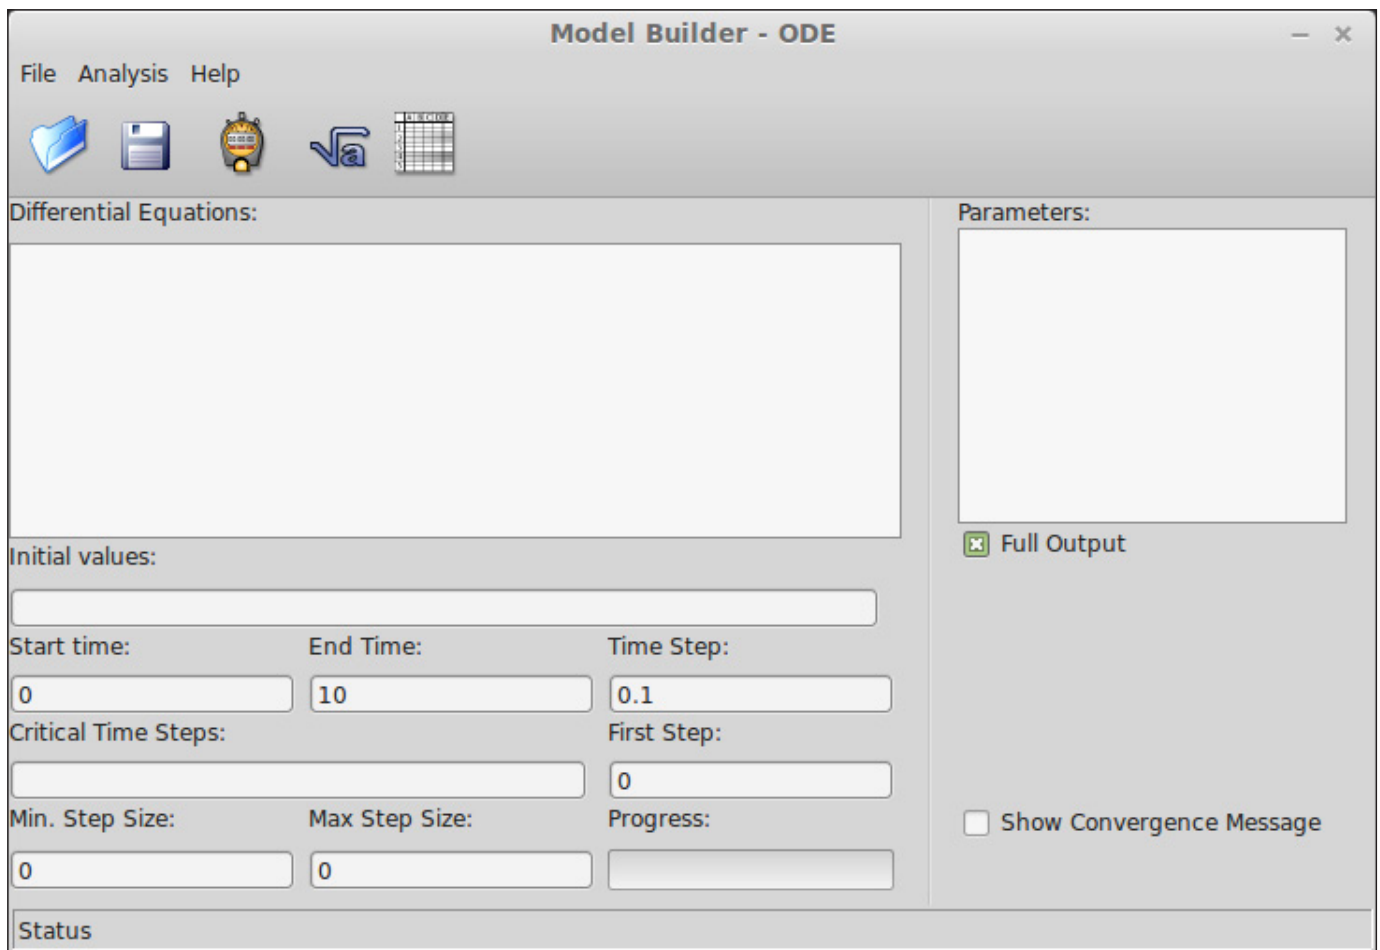 Model Builder - ODE
File Analysis Help
Differential Equations:
Parameters:
Full Output
Initial values:
Start time: End Time: Time Step:
0 10 0.1
Critical Time Steps: First Step:
0
Min. Step Size: Max Step Size: Progress:
Show Convergence Message
0 0
Status